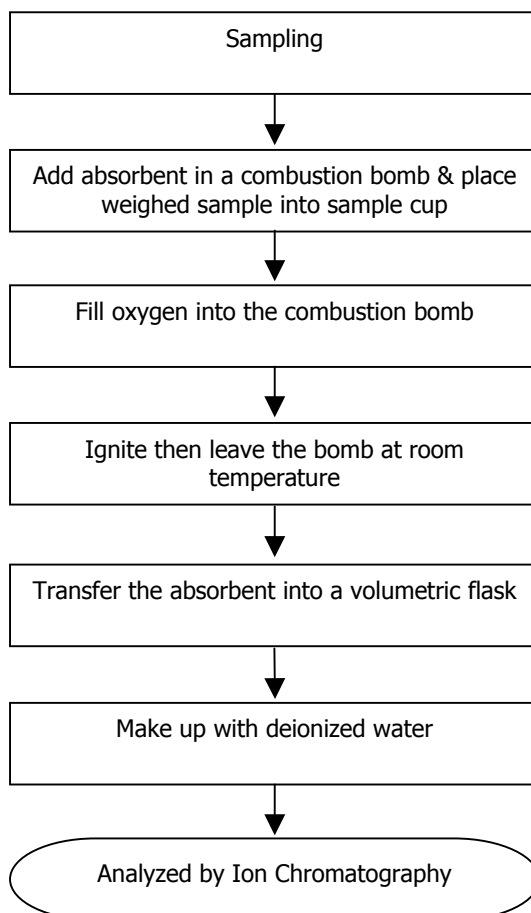 Sampling
Add absorbent in a combustion bomb & place
weighed sample into sample cup
Fill oxygen into the combustion bomb
Ignite then leave the bomb at room
temperature
Transfer the absorbent into a volumetric flask
Make up with deionized water
Analyzed by Ion Chromatography